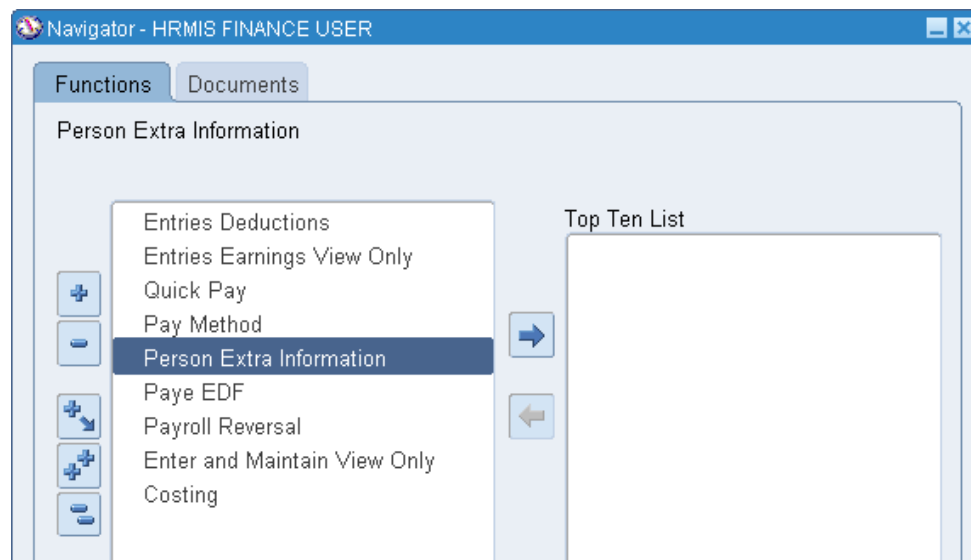 Navigator - HRMIS FINANCE USER
Functions Documents
Person Extra Information
Top Ten List
Entries Deductions
Entries Earnings View Only
Quick Pay
Pay Method
Person Extra Information
Paye EDF
Payroll Reversal
Enter and Maintain View Only
Costing